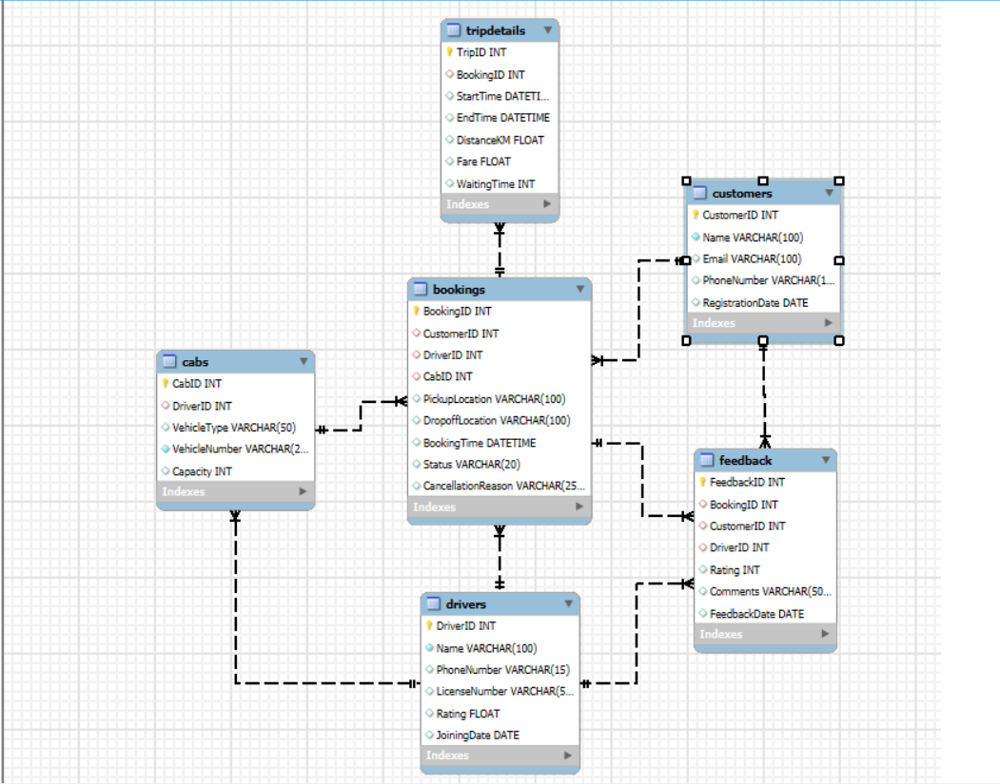 tripdetails
TripID INT
BookingID INT
StartTime DATETI...
EndTime DATETIME
DistanceKM FLOAT
Fare FLOAT
WaitingTime INT
Indexes
customers
CustomerID INT
Name VARCHAR(100)
Email VARCHAR(100)
PhoneNumber VARCHAR(1...
RegistrationDate DATE
Indexes
bookings
BookingID INT
CustomerID INT
DriverID INT
CabID INT
PickupLocation VARCHAR(100)
DropoffLocation VARCHAR(100)
BookingTime DATETIME
Status VARCHAR(20)
CancellationReason VARCHAR(25...
Indexes
cabs
CabID INT
DriverID INT
VehicleType VARCHAR(50)
VehicleNumber VARCHAR(2...
Capacity INT
Indexes
feedback
FeedbackID INT
BookingID INT
CustomerID INT
DriverID INT
Rating INT
Comments VARCHAR(50...
FeedbackDate DATE
Indexes
drivers
DriverID INT
Name VARCHAR(100)
PhoneNumber VARCHAR(15)
LicenseNumber VARCHAR(5...
Rating FLOAT
JoiningDate DATE
Indexes